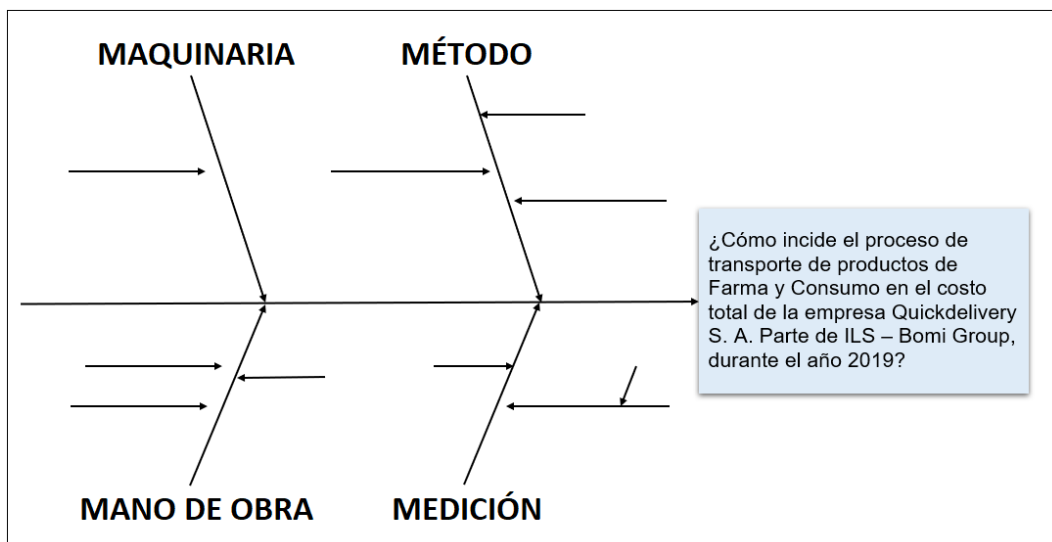 MAQUINARIA
MÉTODO
¿Cómo incide el proceso de
transporte de productos de
Farma y Consumo en el costo
total de la empresa Quickdelivery
S. A. Parte de ILS – Bomi Group,
durante el año 2019?
MANO DE OBRA
MEDICIÓN